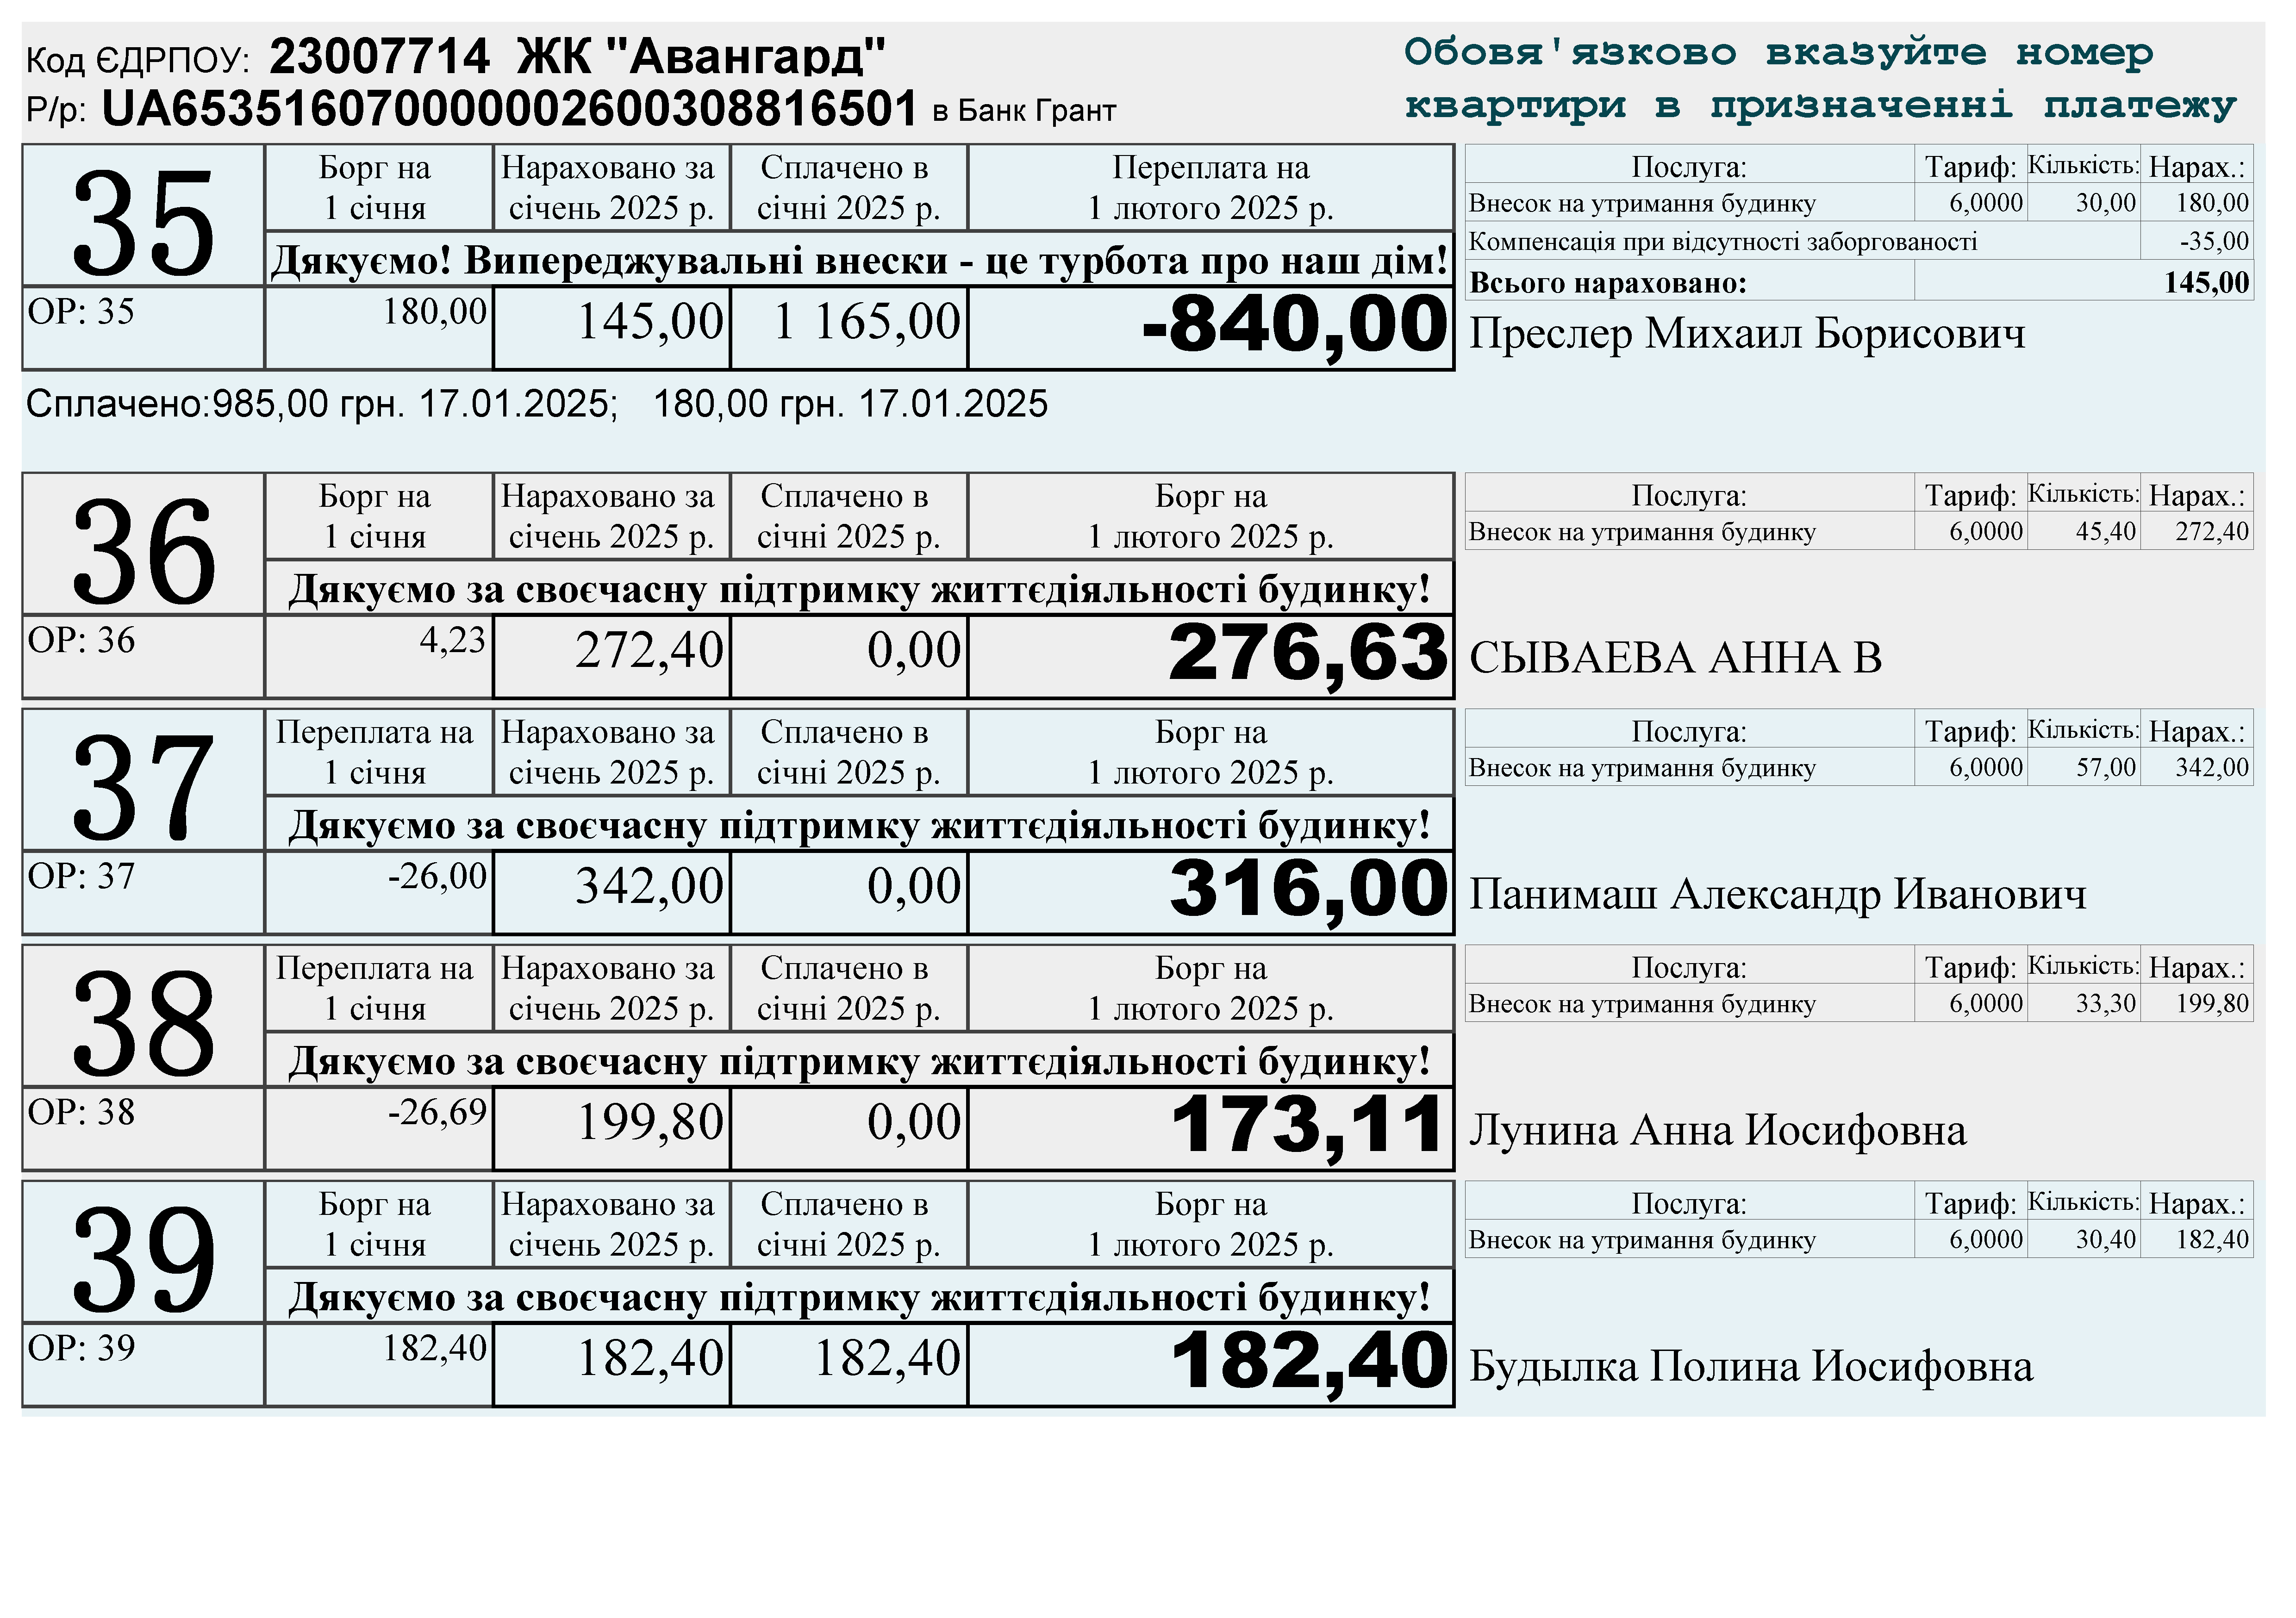 Код ЄДРПОУ: 23007714 ЖК "Авангард"
Р/р: UA653516070000002600308816501 в Банк Грант
Обовя'язково вказуйте номер
квартири в призначенні платежу
35
Борг на
1 січня
Нараховано за
січень 2025 р.
Сплачено в
січні 2025 р.
Переплата на
1 лютого 2025 р.
Дякуємо! Випереджувальні внески - це турбота про наш дім!
ОР: 35 180,00 145,00 1 165,00 -840,00
Послуга: Тариф: Кількість: Нарах.:
Внесок на утримання будинку 6,0000 30,00 180,00
Компенсація при відсутності заборгованості -35,00
Всього нараховано: 145,00
Преслер Михаил Борисович
Сплачено:985,00 грн. 17.01.2025; 180,00 грн. 17.01.2025
36
Борг на
1 січня
Нараховано за
січень 2025 р.
Сплачено в
січні 2025 р.
Борг на
1 лютого 2025 р.
Дякуємо за своєчасну підтримку життєдіяльності будинку!
ОР: 36 4,23 272,40 0,00 276,63
Послуга: Тариф: Кількість: Нарах.:
Внесок на утримання будинку 6,0000 45,40 272,40
СЫВАЕВА АННА В
37
Переплата на
1 січня
Нараховано за
січень 2025 р.
Сплачено в
січні 2025 р.
Борг на
1 лютого 2025 р.
Дякуємо за своєчасну підтримку життєдіяльності будинку!
ОР: 37 -26,00 342,00 0,00 316,00
Послуга: Тариф: Кількість: Нарах.:
Внесок на утримання будинку 6,0000 57,00 342,00
Панимаш Александр Иванович
38
Переплата на
1 січня
Нараховано за
січень 2025 р.
Сплачено в
січні 2025 р.
Борг на
1 лютого 2025 р.
Дякуємо за своєчасну підтримку життєдіяльності будинку!
ОР: 38 -26,69 199,80 0,00 173,11
Послуга: Тариф: Кількість: Нарах.:
Внесок на утримання будинку 6,0000 33,30 199,80
Лунина Анна Иосифовна
39
Борг на
1 січня
Нараховано за
січень 2025 р.
Сплачено в
січні 2025 р.
Борг на
1 лютого 2025 р.
Дякуємо за своєчасну підтримку життєдіяльності будинку!
ОР: 39 182,40 182,40 182,40 182,40
Послуга: Тариф: Кількість: Нарах.:
Внесок на утримання будинку 6,0000 30,40 182,40
Будылка Полина Иосифовна